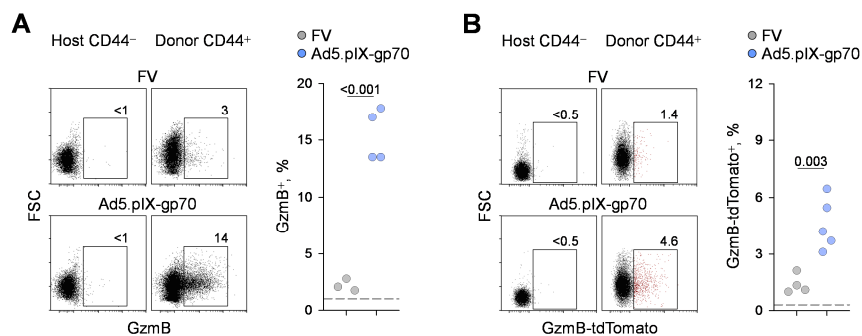 A
Host CD44⁻ Donor CD44⁺
FV
<1
3
Ad5.pIX-gp70
<1
14
FSC
GzmB
FV
Ad5.pIX-gp70
<0.001
20
15
10
5
0
GzmB⁺, %
B
Host CD44⁻ Donor CD44⁺
FV
<0.5
1.4
Ad5.pIX-gp70
<0.5
4.6
FSC
GzmB-tdTomato
FV
Ad5.pIX-gp70
0.003
12
9
6
3
0
GzmB-tdTomato⁺, %